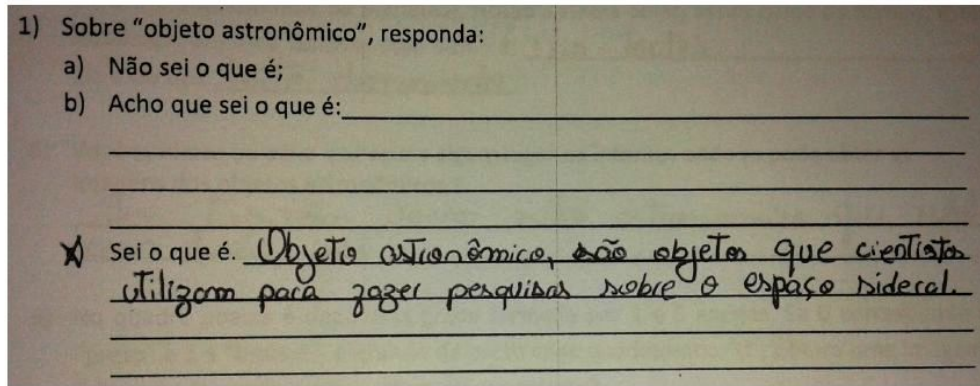 1) Sobre “objeto astronômico”, responda:
a) Não sei o que é;
b) Acho que sei o que é:
Sei o que é. Objeto astronômico, são objetos que cientistas
utilizam para fazer pesquisas sobre o espaço sideral.